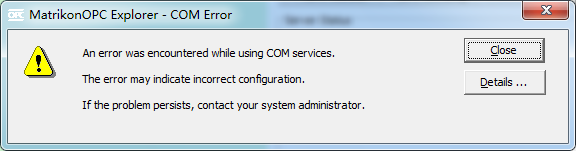 MatrikonOPC Explorer - COM Error
An error was encountered while using COM services.
The error may indicate incorrect configuration.
If the problem persists, contact your system administrator.
Close
Details ...